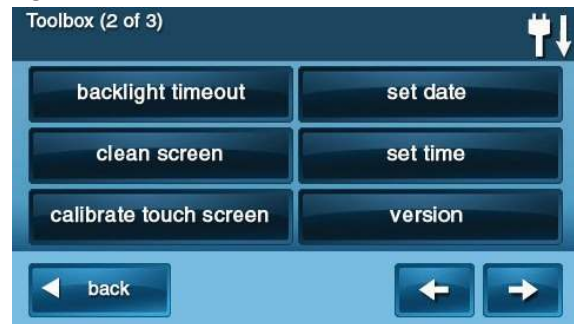 Toolbox (2 of 3)
backlight timeout
set date
clean screen
set time
calibrate touch screen
version
back